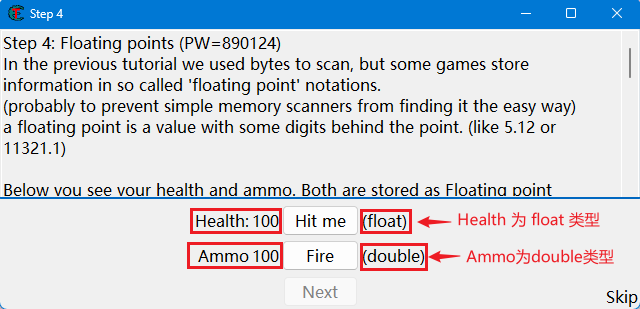 Step 4
Step 4: Floating points (PW=890124)
In the previous tutorial we used bytes to scan, but some games store
information in so called 'floating point' notations.
(probably to prevent simple memory scanners from finding it the easy way)
a floating point is a value with some digits behind the point. (like 5.12 or
11321.1)
Below you see your health and ammo. Both are stored as Floating point
Health: 100 Hit me (float) Health 为 float 类型
Ammo 100 Fire (double) Ammo为double类型
Next
Skip